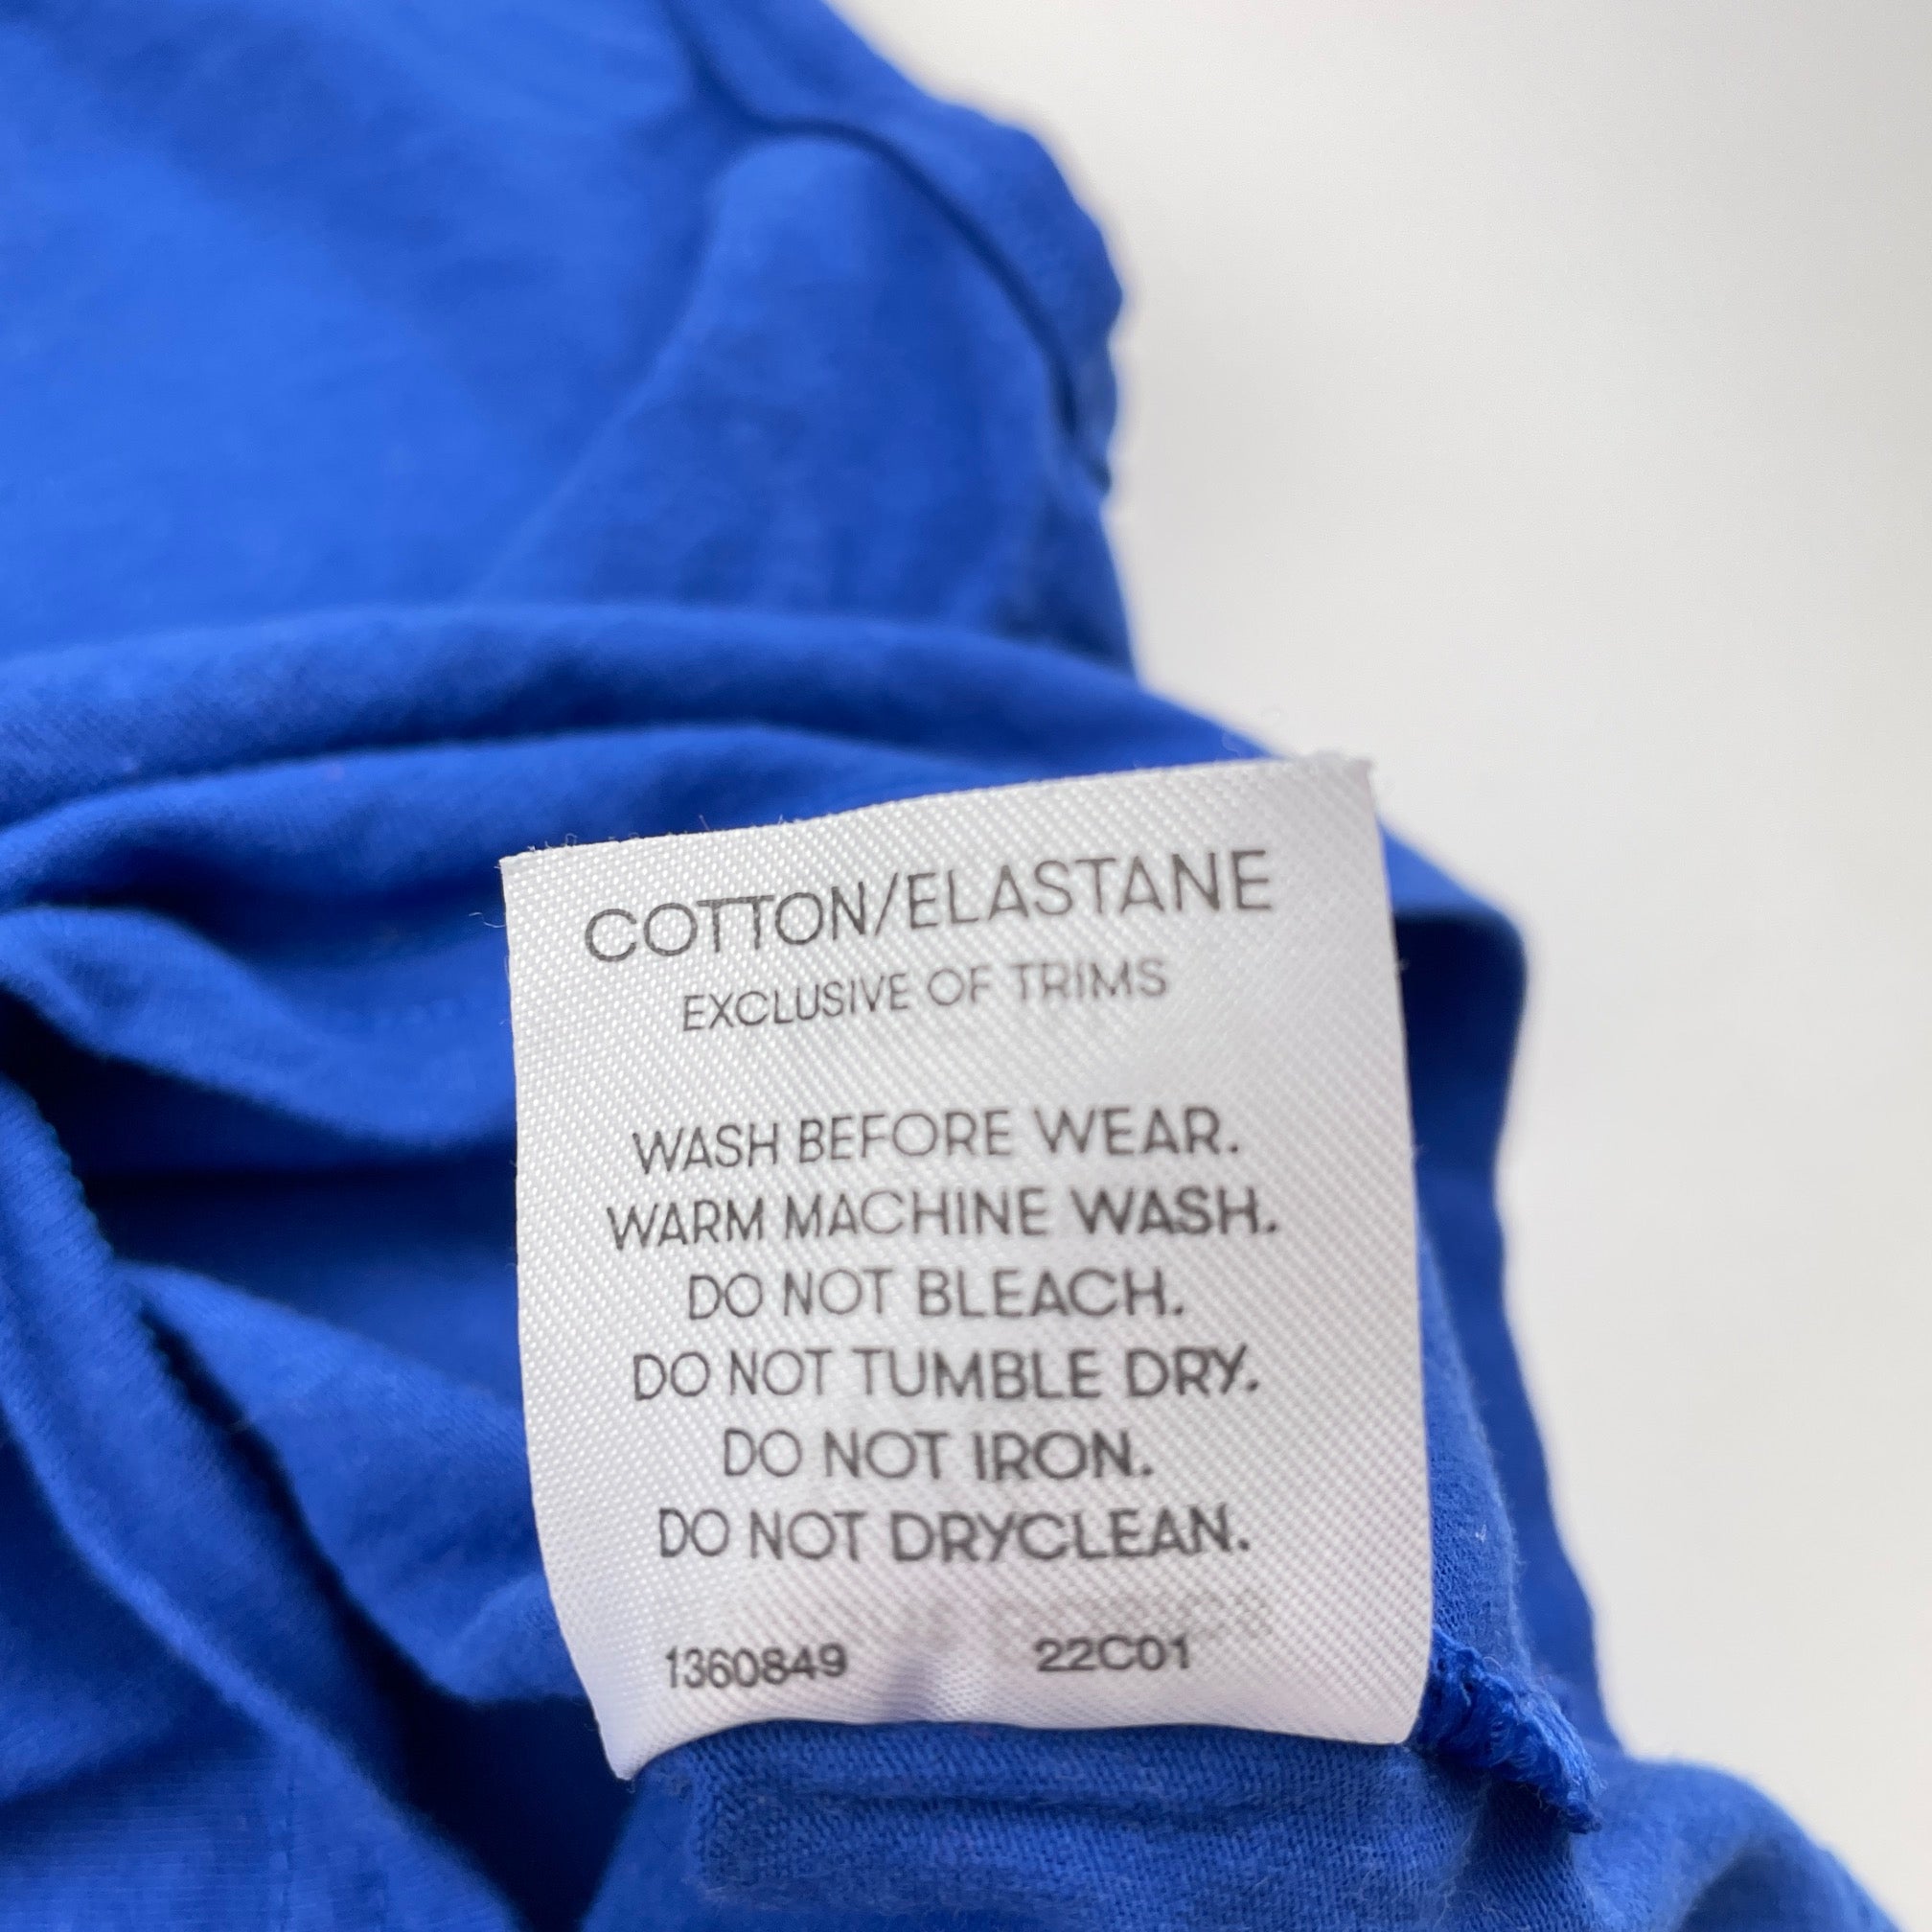 COTTON/ELASTANE
EXCLUSIVE OF TRIMS
WASH BEFORE WEAR.
WARM MACHINE WASH.
DO NOT BLEACH.
DO NOT TUMBLE DRY.
DO NOT IRON.
DO NOT DRYCLEAN.
1360849 22C01